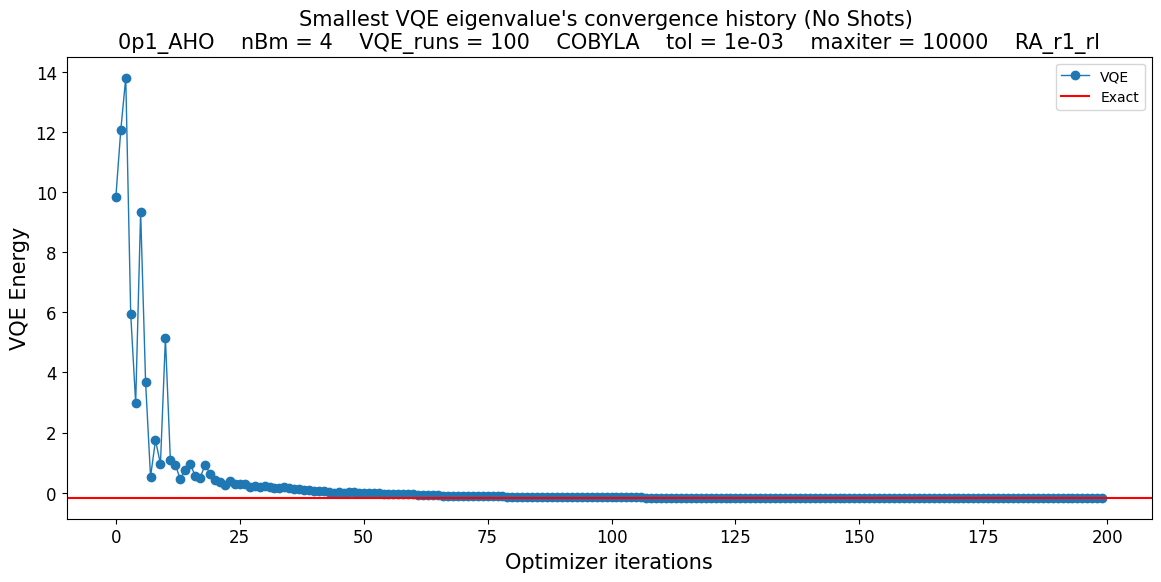 Smallest VQE eigenvalue's convergence history (No Shots)
0p1_AHO nBm = 4 VQE_runs = 100 COBYLA tol = 1e-03 maxiter = 10000 RA_r1_rl
VQE
Exact
VQE Energy
14
12
10
8
6
4
2
0
0 25 50 75 100 125 150 175 200
Optimizer iterations